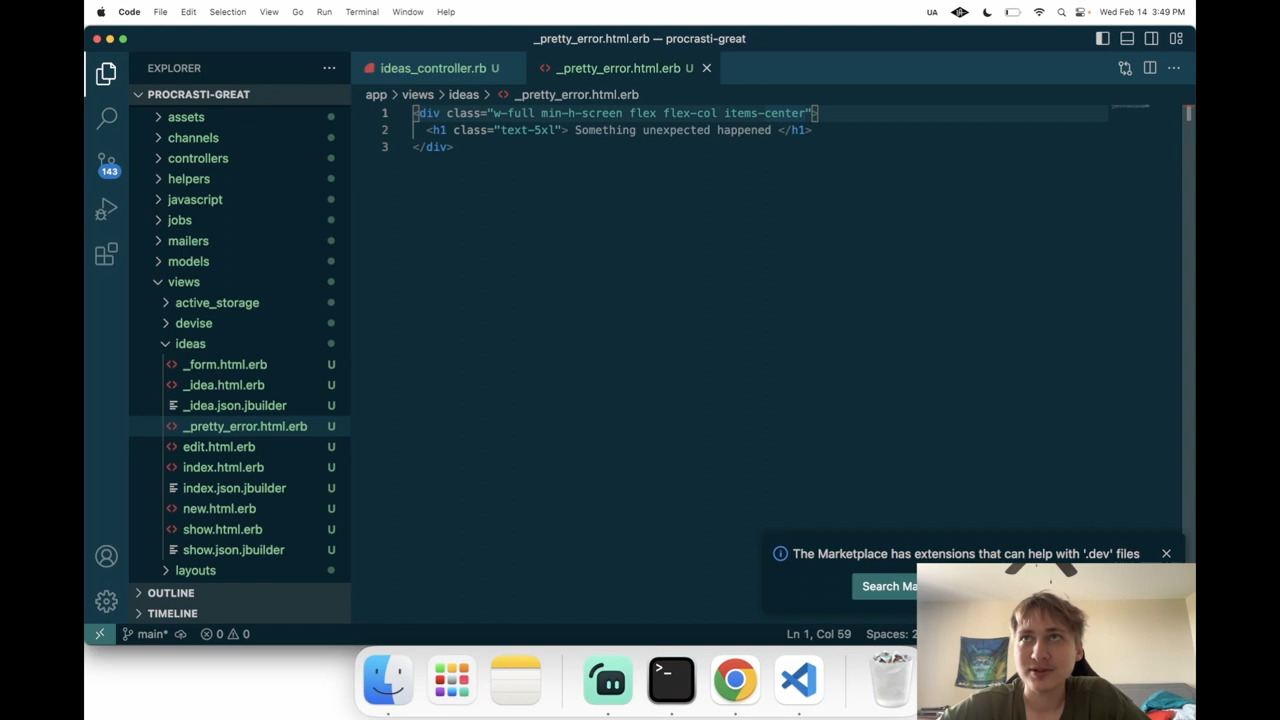 Code File Edit Selection View Go Run Terminal Window Help UA Wed Feb 14 3:49 PM
_pretty_error.html.erb — procrasti-great
EXPLORER
ideas_controller.rb U
_pretty_error.html.erb U
PROCRASTI-GREAT
app > views > ideas > _pretty_error.html.erb
assets
channels
controllers
helpers
javascript
jobs
mailers
models
views
active_storage
devise
ideas
_form.html.erb U
_idea.html.erb U
_idea.json.jbuilder U
_pretty_error.html.erb U
edit.html.erb U
index.html.erb U
index.json.jbuilder U
new.html.erb U
show.html.erb U
show.json.jbuilder U
layouts
OUTLINE
TIMELINE
143
1 <div class="w-full min-h-screen flex flex-col items-center">
2 <h1 class="text-5xl"> Something unexpected happened </h1>
3 </div>
The Marketplace has extensions that can help with '.dev' files
Search Ma
main* 0 0 Ln 1, Col 59 Spaces: 2